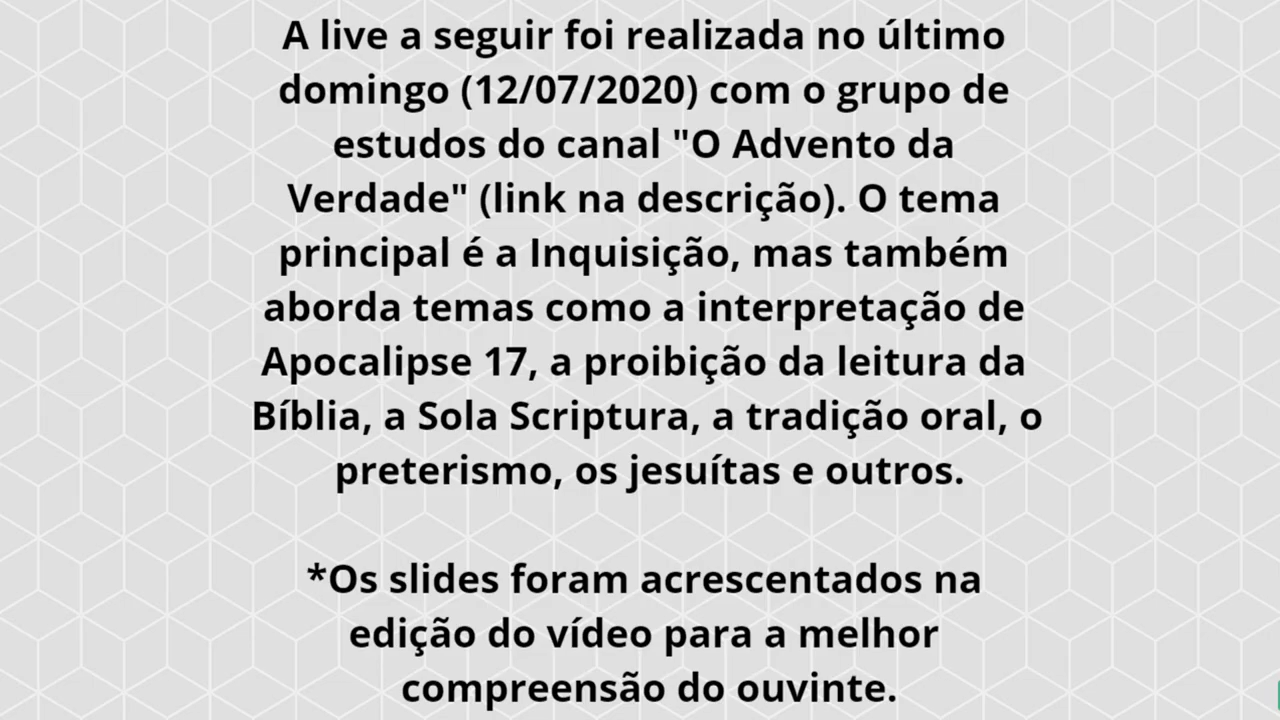 A live a seguir foi realizada no último
domingo (12/07/2020) com o grupo de
estudos do canal "O Advento da
Verdade" (link na descrição). O tema
principal é a Inquisição, mas também
aborda temas como a interpretação de
Apocalipse 17, a proibição da leitura da
Bíblia, a Sola Scriptura, a tradição oral, o
preterismo, os jesuítas e outros.
*Os slides foram acrescentados na
edição do vídeo para a melhor
compreensão do ouvinte.